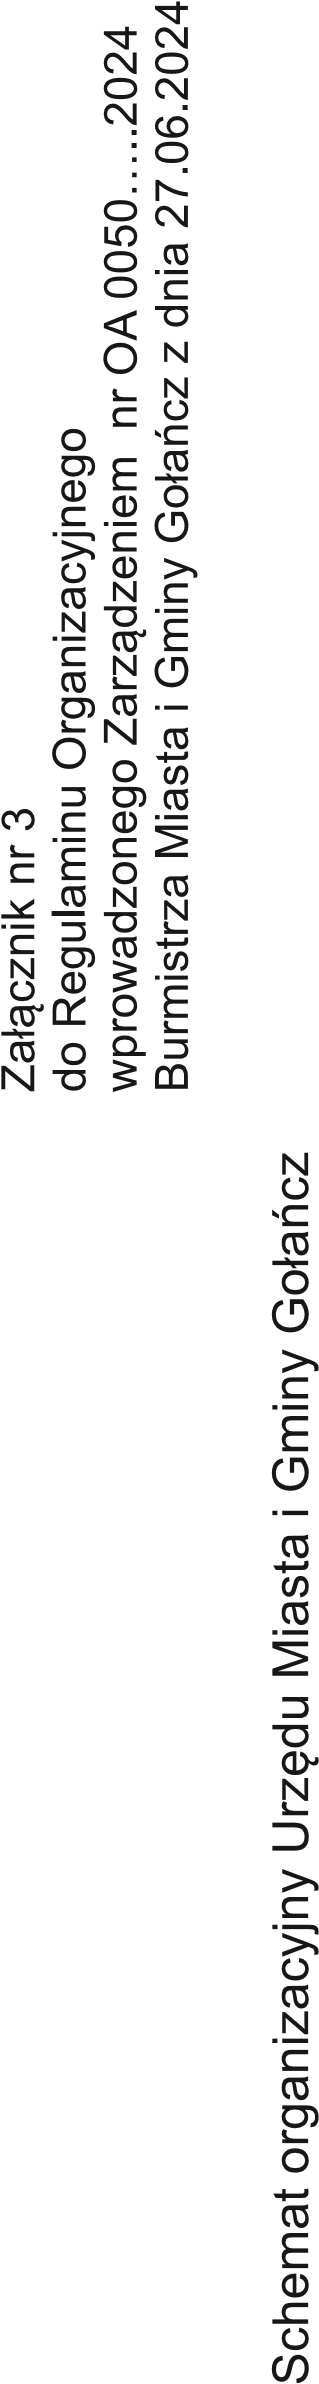 Załącznik nr 3
do Regulaminu Organizacyjnego
wprowadzonego Zarządzeniem  nr OA 0050…..2024
Burmistrza Miasta i Gminy Gołańcz z dnia 27.06.2024
Schemat organizacyjny Urzędu Miasta i Gminy Gołańcz